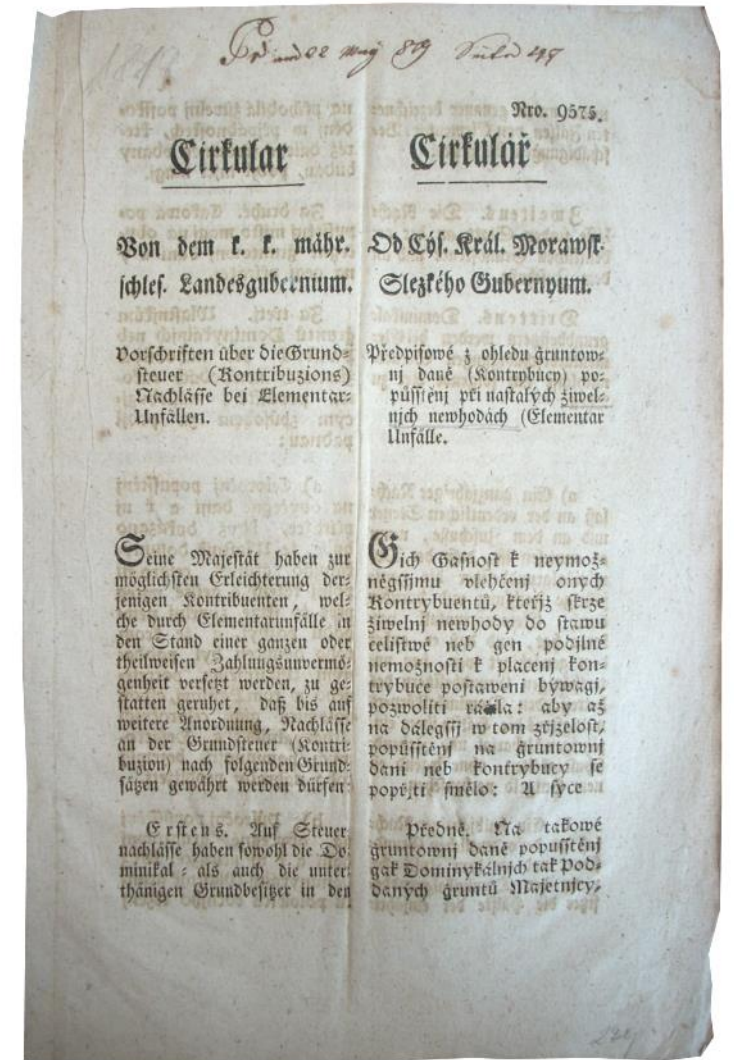 1819
Nro. 9575.
Cirkular
Von dem k. k. mähr.
schles. Landesgubernium.
Vorschriften über die Grund-
steuer (Kontribuzions)
Nachlässe bei Elementar-
Unfällen.
Seine Majestät haben zur
möglichsten Erleichterung der-
jenigen Kontribuenten, wel-
che durch Elementarunfälle in
den Stand einer ganzen oder
theilweisen Zahlungsunvermö-
genheit versetzt werden, zu ge-
statten geruhet, daß bis auf
weitere Anordnung, Nachlässe
an der Grundsteuer (Kontri-
buzion) nach folgenden Grund-
sätzen gewährt werden dürfen
Erstens. Auf Steuer
nachlässe haben sowohl die Do-
minikal- als auch die unter-
thänigen Grundbesitzer in den
Cirkulář
Od Cýs. Král. Morawsk.
Slezkého Gubernyum.
Předpisowé z ohledu gruntow-
nj daně (Kontrybucy) po-
půsstěnj při nastalých žiwel-
njch newhodách (Elementar
Unfälle.
Gich Gasnost k neymož-
něgssjmu vlehčenj onych
Kontrybuentů, kteřjž skrze
žiwelnj newhody do stawu
celistwé neb gen podjlné
nemožnosti k placenj kon-
trybuce postaweni býwagj,
pozwoliti ráčila: aby až
na dálegssj w tom zřjzelost,
popůsstěnj na gruntownj
dani neb kontrybucy se
popřjti smělo: A syce
Předně. Na takowé
gruntownj daně popusstěnj
gak Dominykálnjch tak Pod-
daných gruntů Magetnjcy,